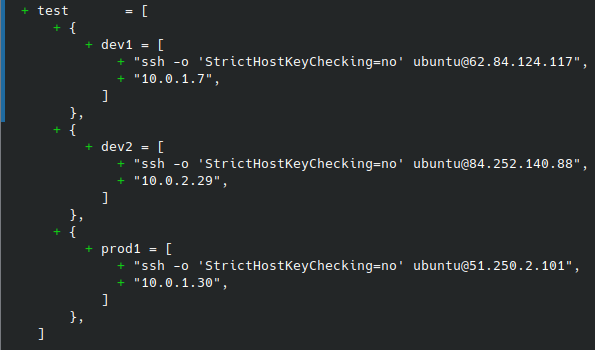 + test       = [
    + {
        + dev1 = [
            + "ssh -o 'StrictHostKeyChecking=no' ubuntu@62.84.124.117",
            + "10.0.1.7",
          ]
      },
    + {
        + dev2 = [
            + "ssh -o 'StrictHostKeyChecking=no' ubuntu@84.252.140.88",
            + "10.0.2.29",
          ]
      },
    + {
        + prod1 = [
            + "ssh -o 'StrictHostKeyChecking=no' ubuntu@51.250.2.101",
            + "10.0.1.30",
          ]
      },
  ]